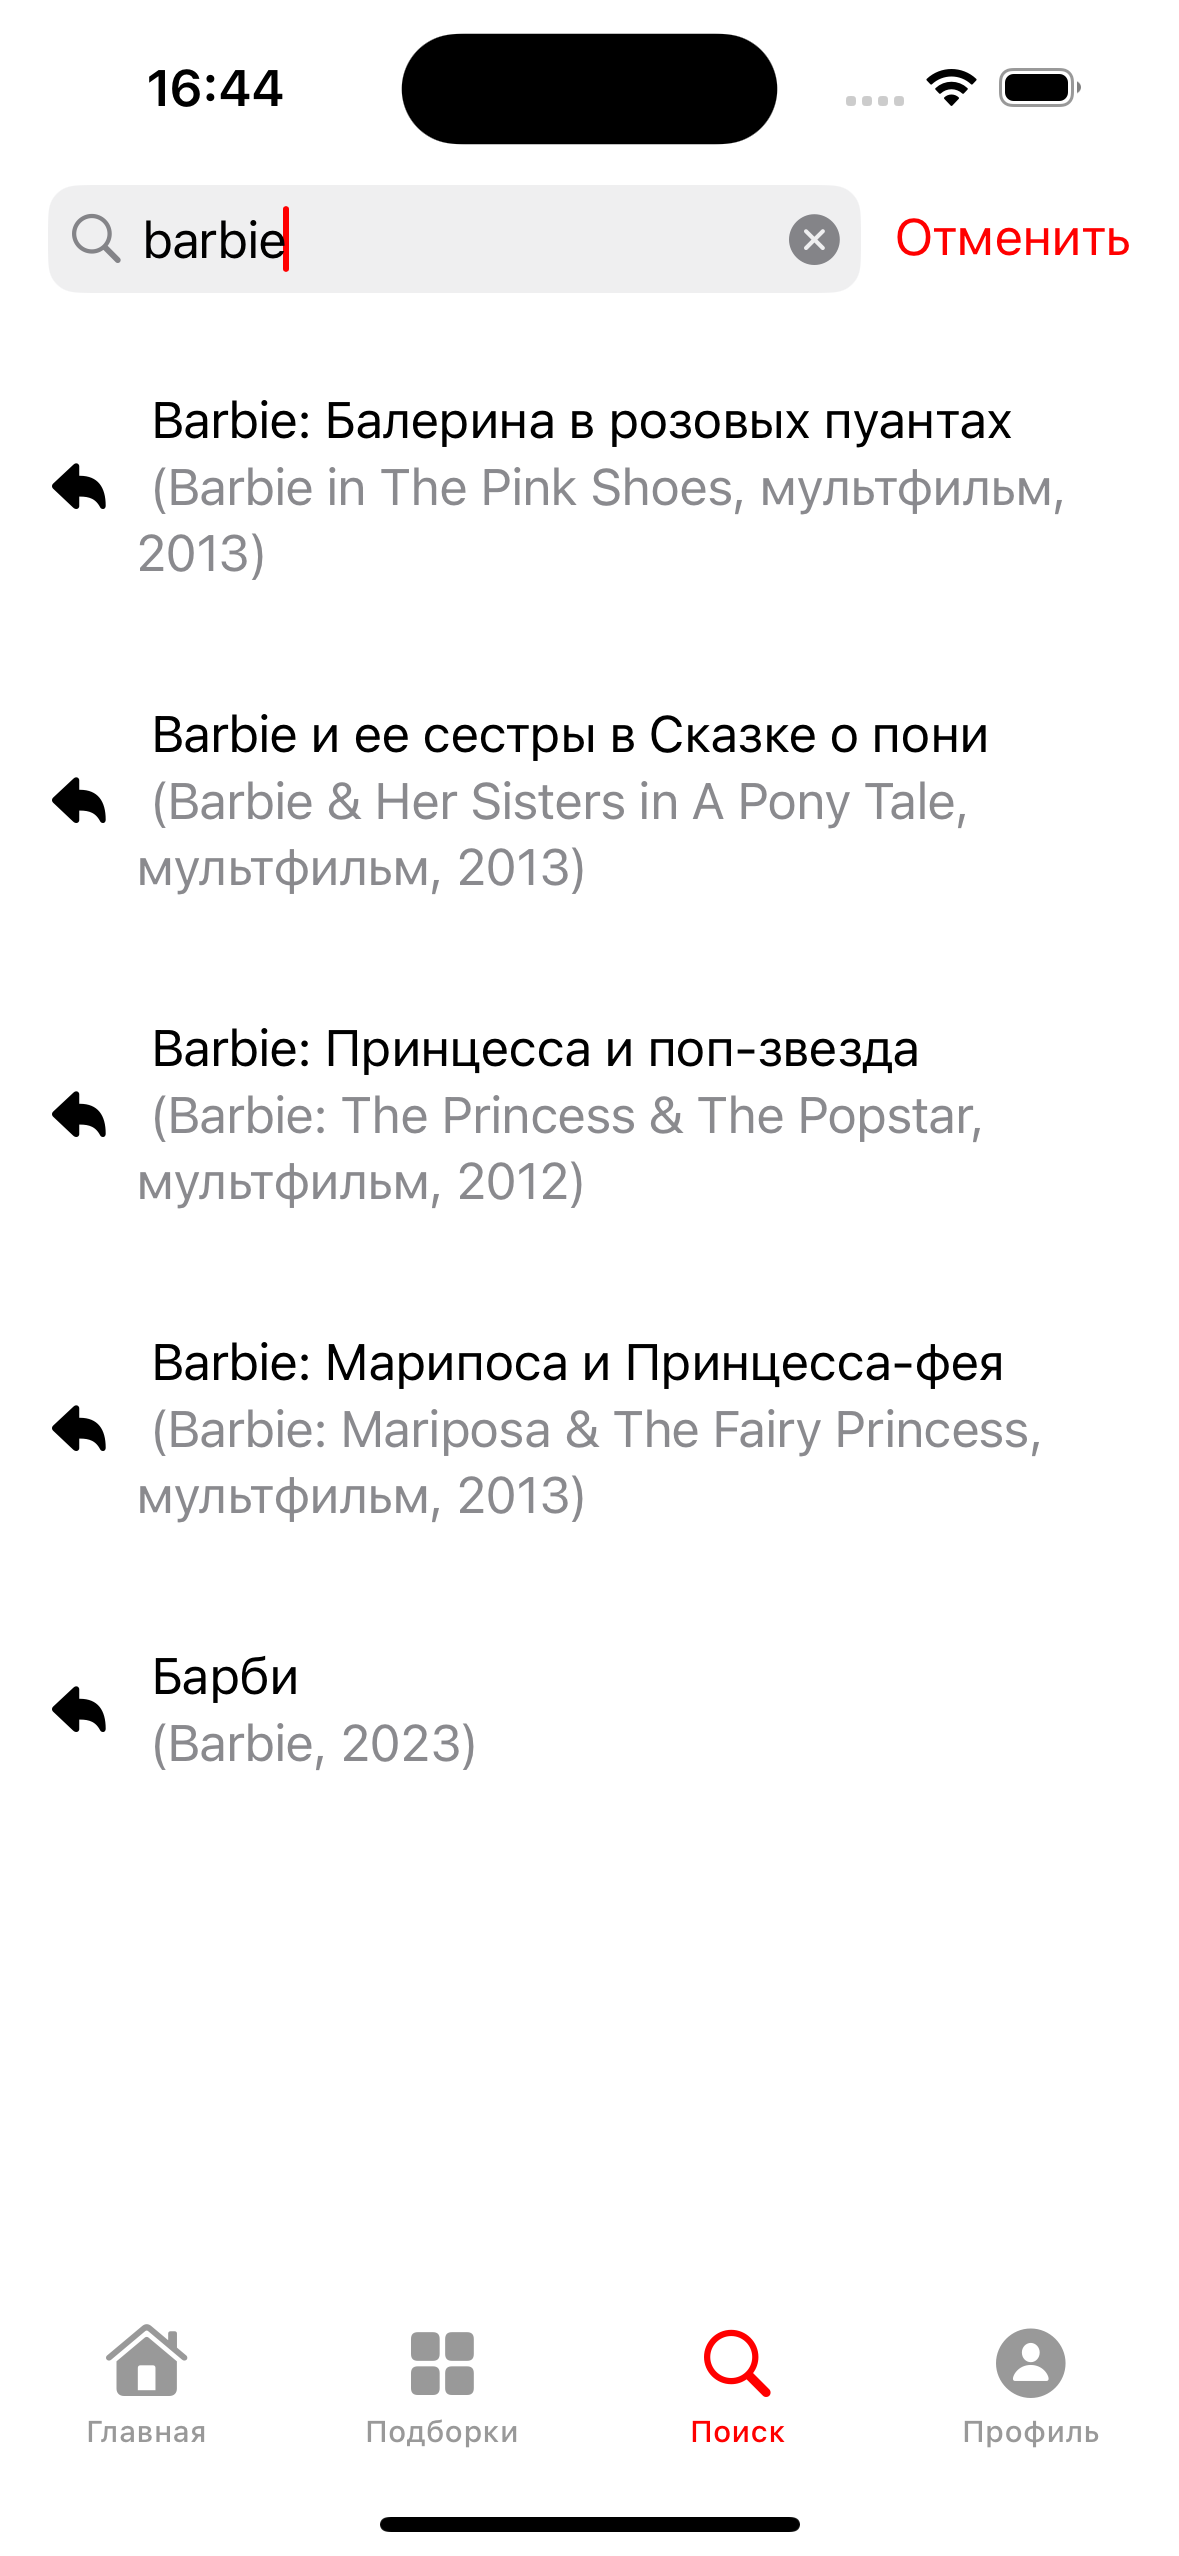 16:44
barbie
Отменить
Barbie: Балерина в розовых пуантах
(Barbie in The Pink Shoes, мультфильм,
2013)
Barbie и ее сестры в Сказке о пони
(Barbie & Her Sisters in A Pony Tale,
мультфильм, 2013)
Barbie: Принцесса и поп-звезда
(Barbie: The Princess & The Popstar,
мультфильм, 2012)
Barbie: Марипоса и Принцесса-фея
(Barbie: Mariposa & The Fairy Princess,
мультфильм, 2013)
Барби
(Barbie, 2023)
Главная
Подборки
Поиск
Профиль